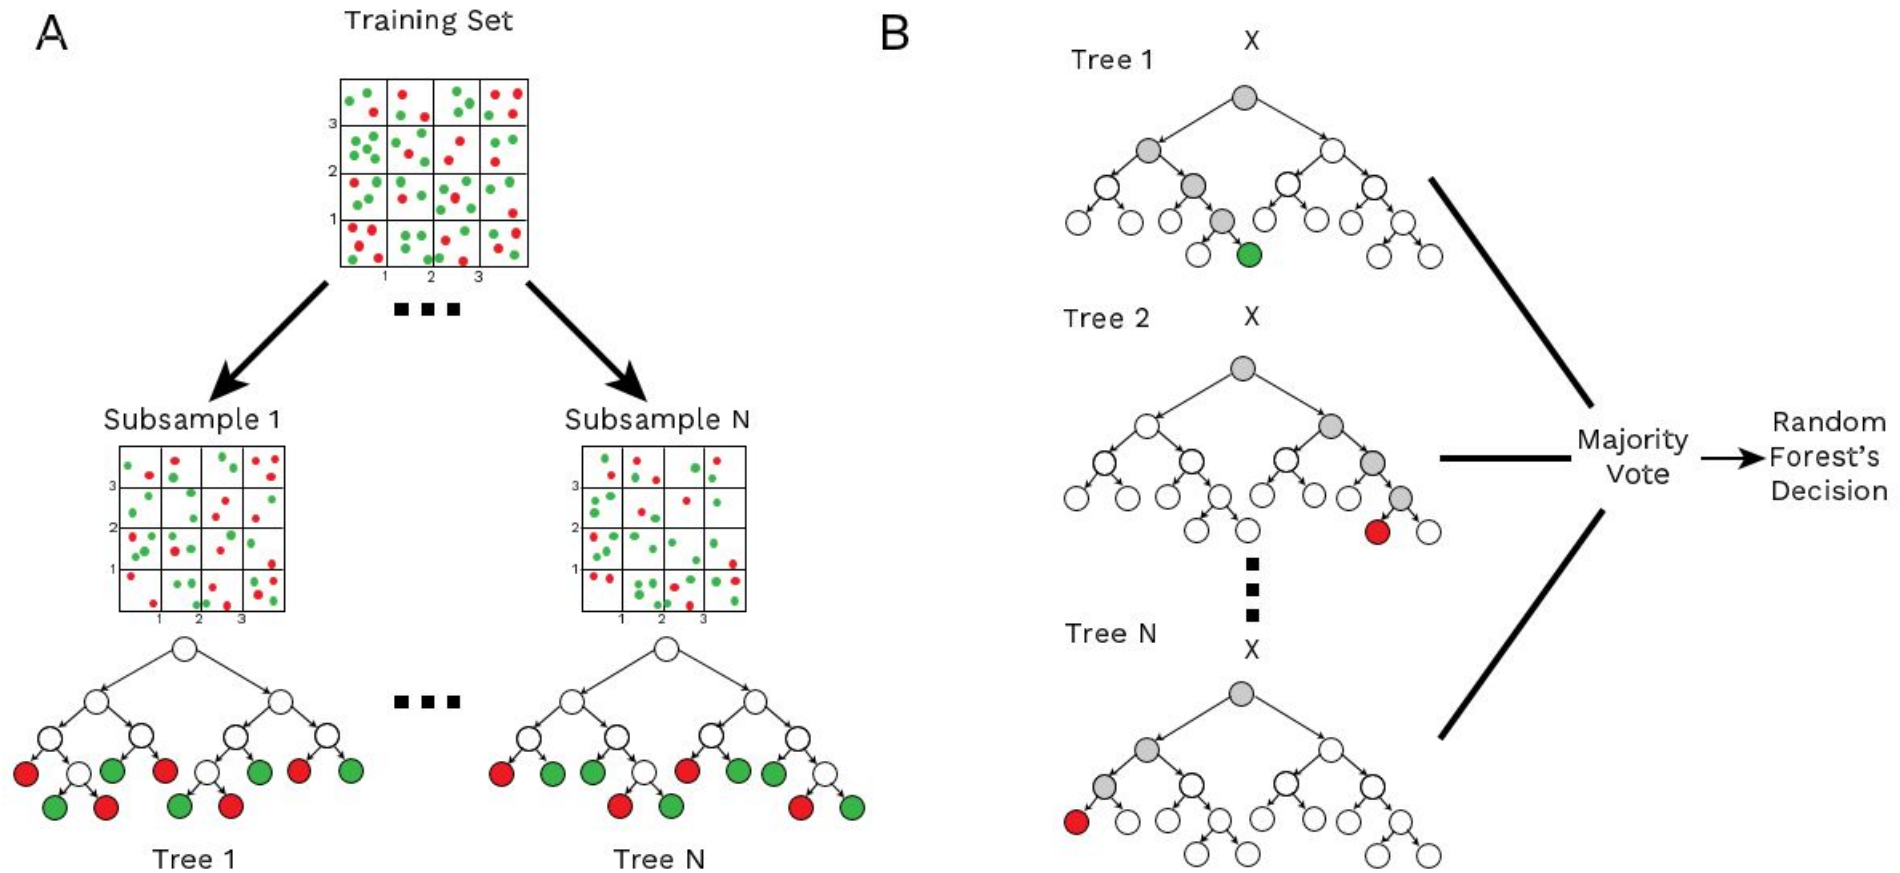 A
Training Set
3
2
1
1 2 3
Subsample 1
3
2
1
1 2 3
Subsample N
3
2
1
1 2 3
Tree 1
Tree N
B
X
Tree 1
X
Tree 2
Tree N
X
Majority
Vote
Random
Forest's
Decision